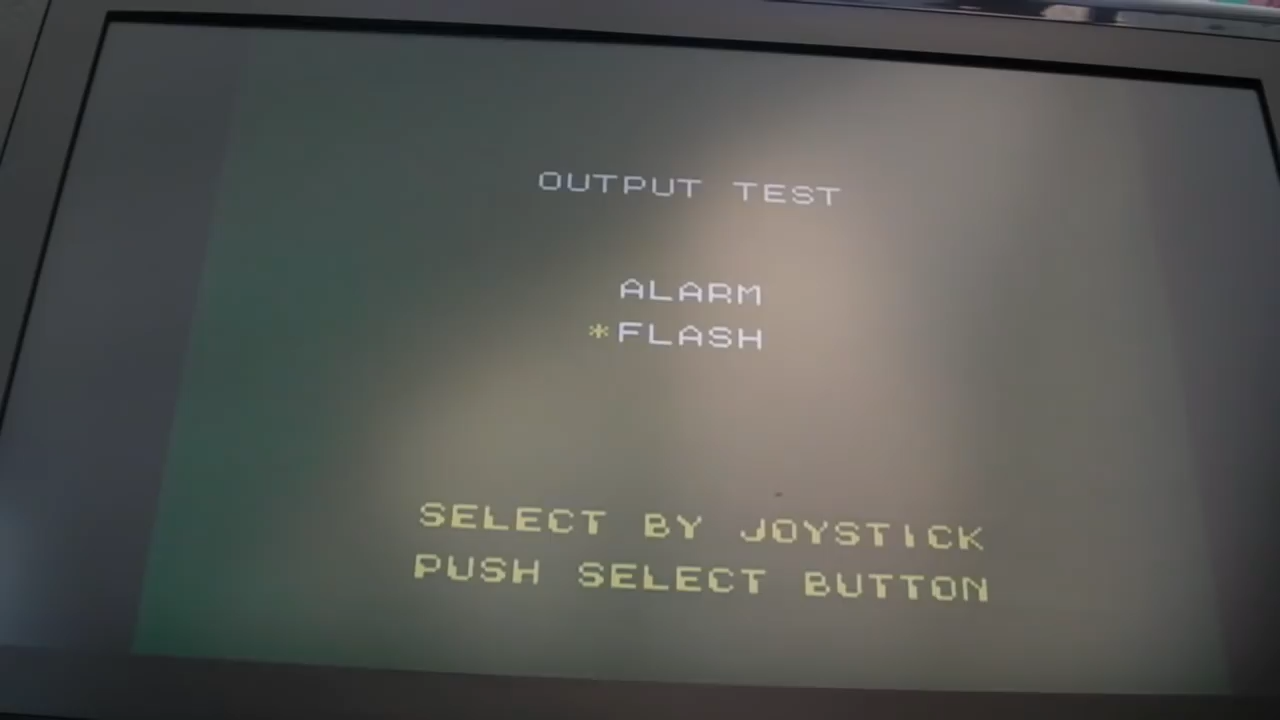 OUTPUT TEST
ALARM
*FLASH
SELECT BY JOYSTICK
PUSH SELECT BUTTON